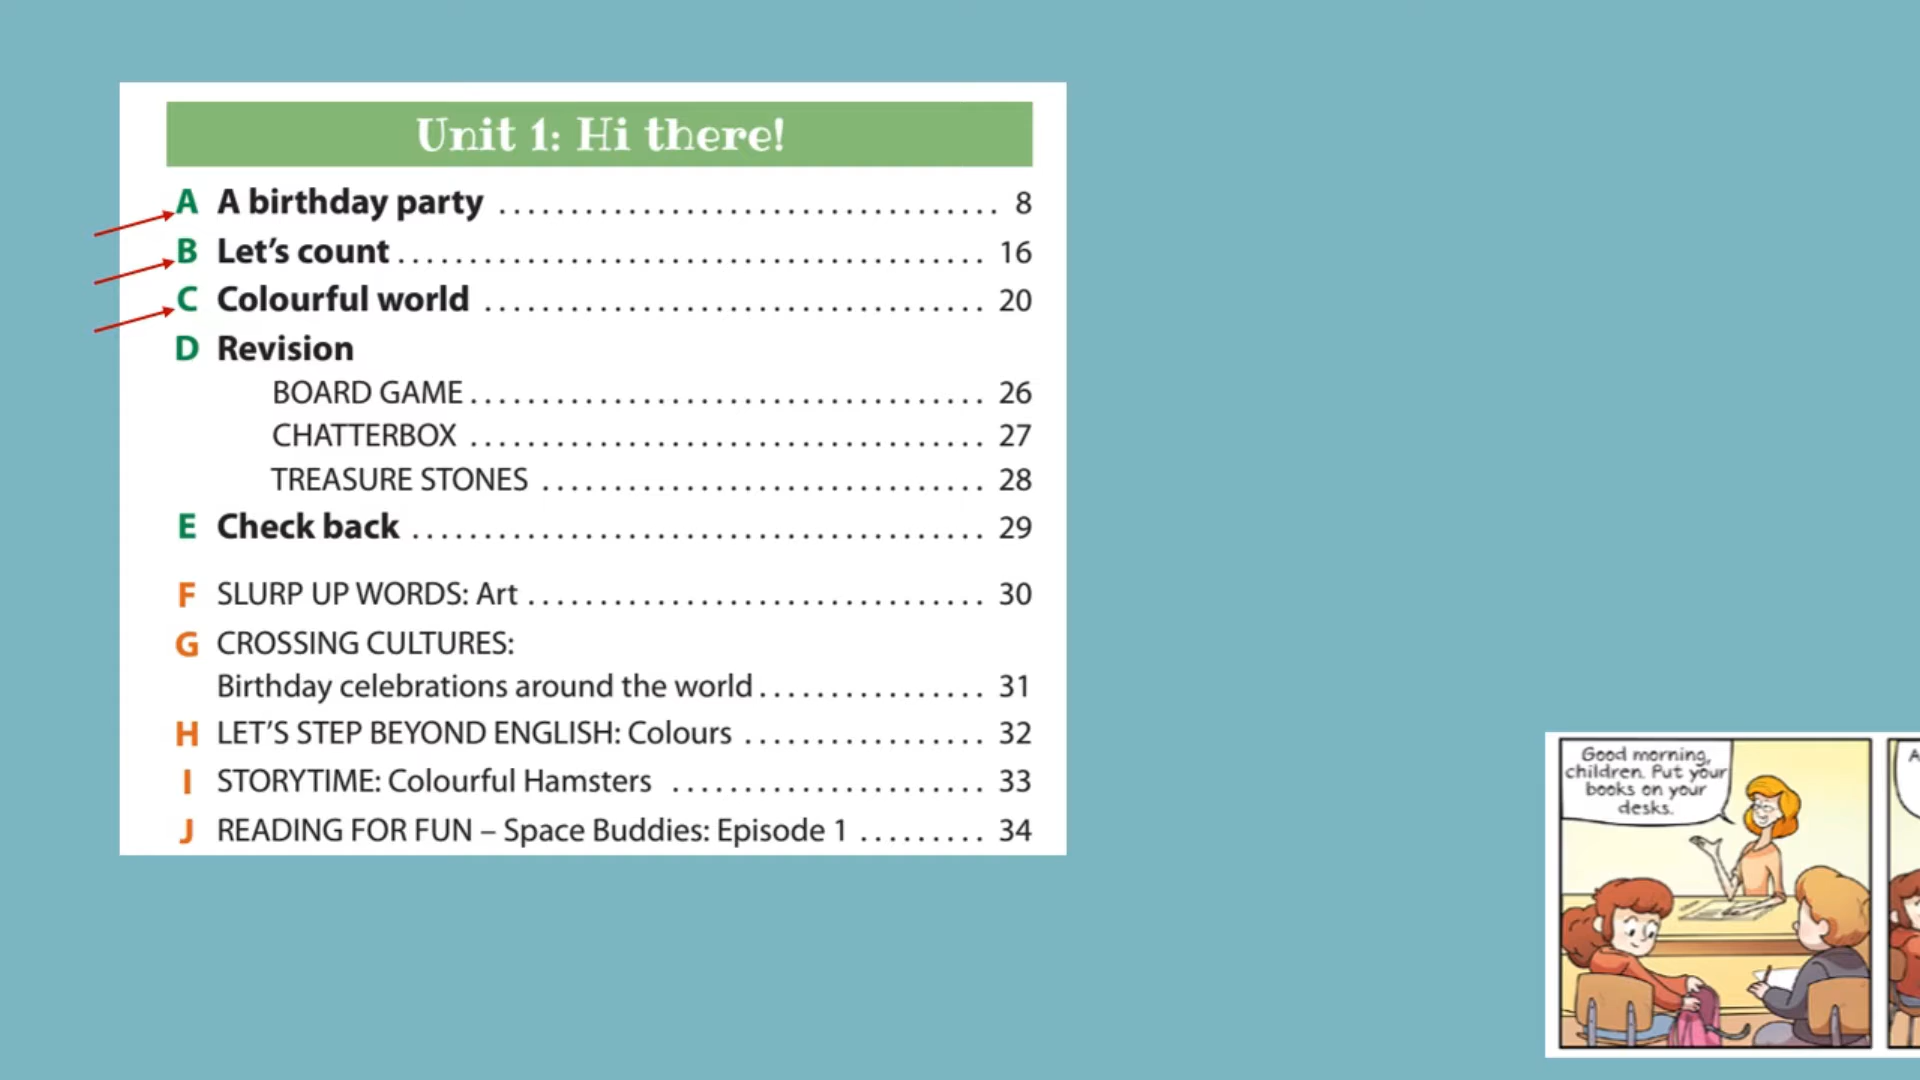 Unit 1: Hi there!
A A birthday party .................................. 8
B Let's count ........................................ 16
C Colourful world .................................. 20
D Revision
BOARD GAME .................................... 26
CHATTERBOX .................................... 27
TREASURE STONES ............................... 28
E Check back ........................................ 29
F SLURP UP WORDS: Art ................................ 30
G CROSSING CULTURES:
Birthday celebrations around the world ................ 31
H LET'S STEP BEYOND ENGLISH: Colours ................. 32
I STORYTIME: Colourful Hamsters ...................... 33
J READING FOR FUN – Space Buddies: Episode 1 ......... 34
Good morning,
children. Put your
books on your
desks.
A